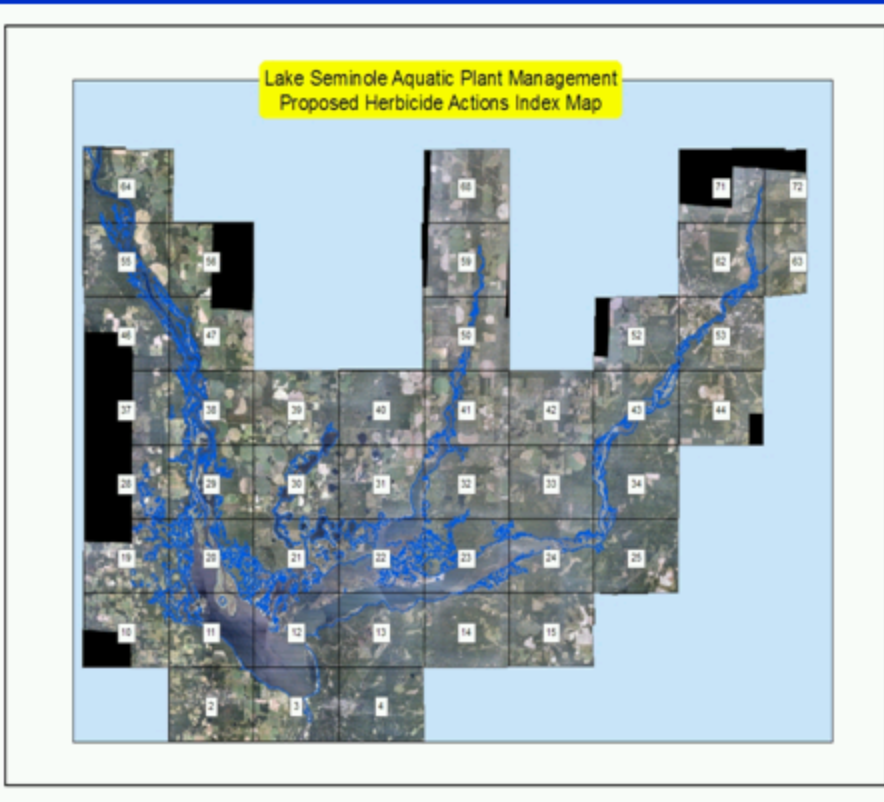 Lake Seminole Aquatic Plant Management
Proposed Herbicide Actions Index Map
64 68 71 72
55 56 59 62 63
46 47 50 52 53
37 38 39 40 41 42 43 44
28 29 30 31 32 33 34
19 20 21 22 23 24 25
10 11 12 13 14 15
2 3 4